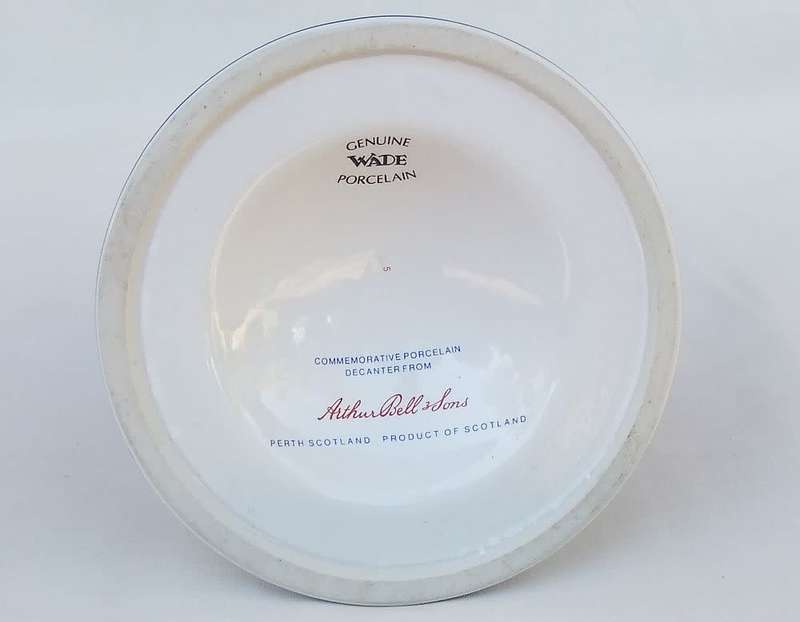 GENUINE
WADE
PORCELAIN
5
COMMEMORATIVE PORCELAIN
DECANTER FROM
Arthur Bell & Sons
PERTH SCOTLAND PRODUCT OF SCOTLAND